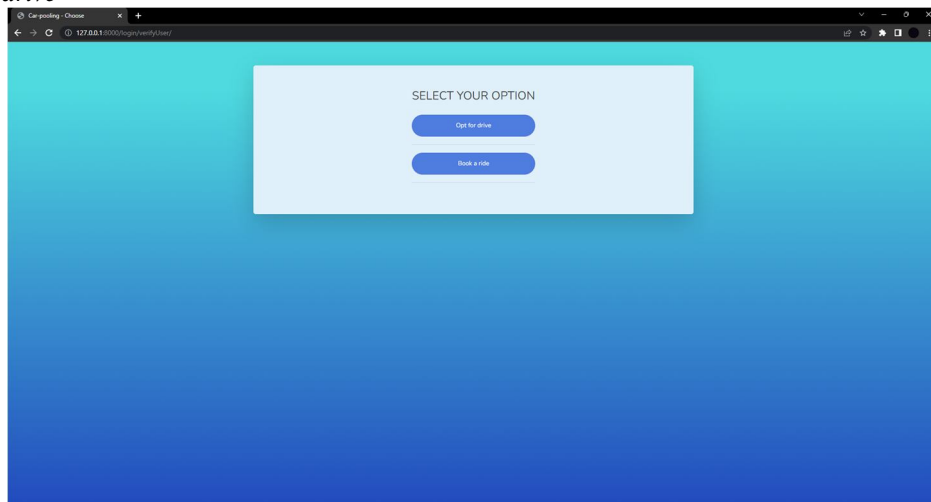 Car-pooling - Choose
127.0.0.1:8000/login/verifyUser/
SELECT YOUR OPTION
Opt for drive
Book a ride